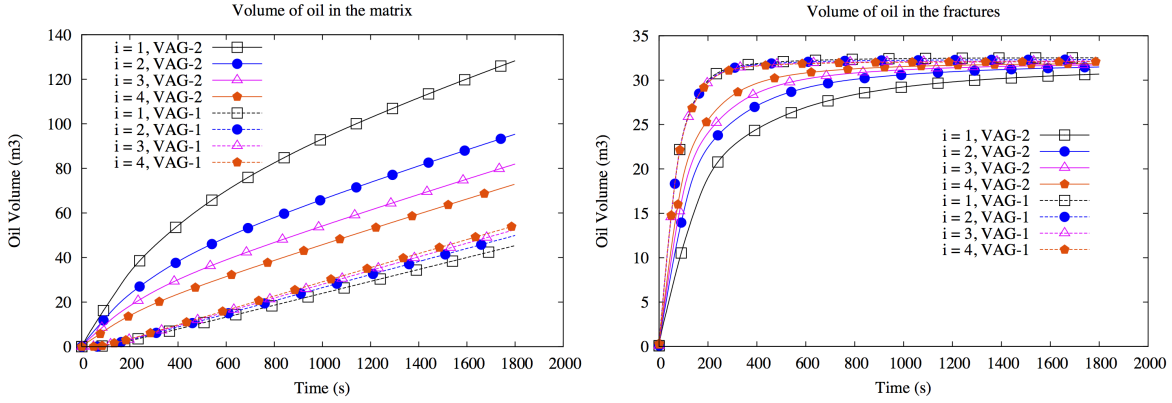 Volume of oil in the matrix
Oil Volume (m3)
140
120
100
80
60
40
20
0
i = 1, VAG-2
i = 2, VAG-2
i = 3, VAG-2
i = 4, VAG-2
i = 1, VAG-1
i = 2, VAG-1
i = 3, VAG-1
i = 4, VAG-1
0 200 400 600 800 1000 1200 1400 1600 1800 2000
Time (s)
Volume of oil in the fractures
Oil Volume (m3)
35
30
25
20
15
10
5
0
i = 1, VAG-2
i = 2, VAG-2
i = 3, VAG-2
i = 4, VAG-2
i = 1, VAG-1
i = 2, VAG-1
i = 3, VAG-1
i = 4, VAG-1
0 200 400 600 800 1000 1200 1400 1600 1800 2000
Time (s)